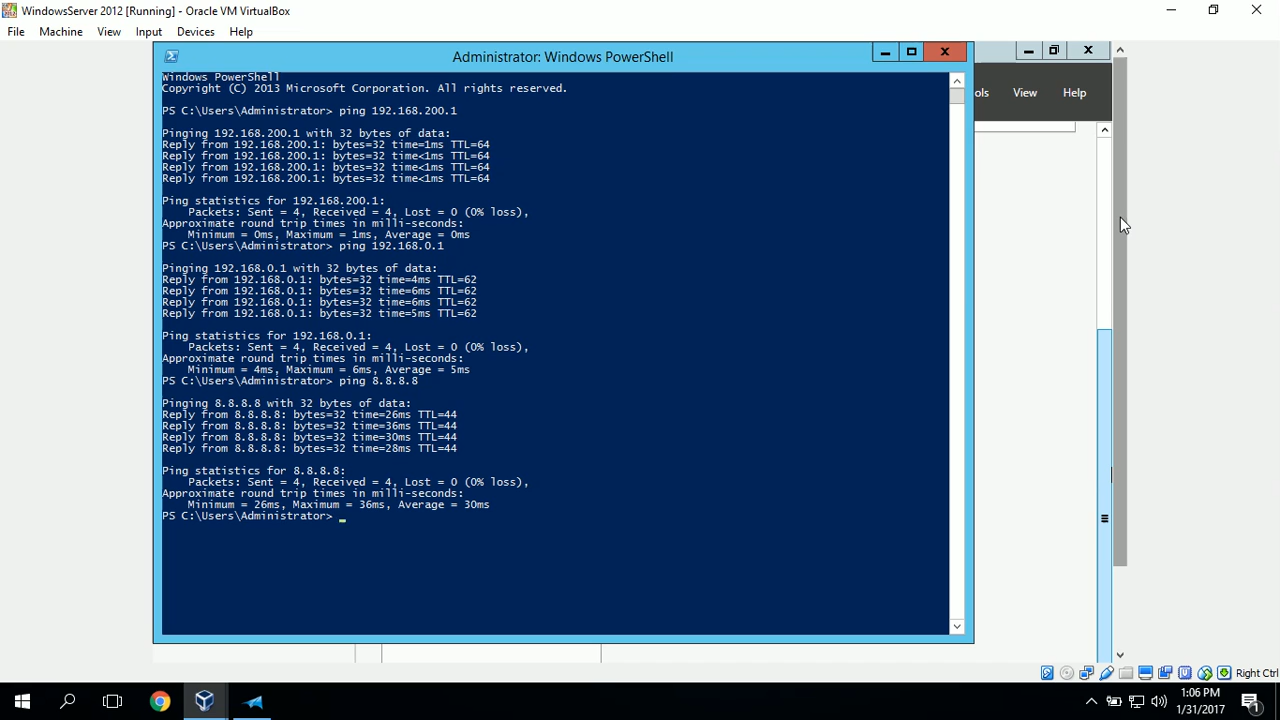 WindowsServer 2012 [Running] - Oracle VM VirtualBox
File Machine View Input Devices Help
Administrator: Windows PowerShell
ols View Help
Windows PowerShell
Copyright (C) 2013 Microsoft Corporation. All rights reserved.
PS C:\Users\Administrator> ping 192.168.200.1
Pinging 192.168.200.1 with 32 bytes of data:
Reply from 192.168.200.1: bytes=32 time=1ms TTL=64
Reply from 192.168.200.1: bytes=32 time<1ms TTL=64
Reply from 192.168.200.1: bytes=32 time<1ms TTL=64
Reply from 192.168.200.1: bytes=32 time<1ms TTL=64
Ping statistics for 192.168.200.1:
Packets: Sent = 4, Received = 4, Lost = 0 (0% loss),
Approximate round trip times in milli-seconds:
Minimum = 0ms, Maximum = 1ms, Average = 0ms
PS C:\Users\Administrator> ping 192.168.0.1
Pinging 192.168.0.1 with 32 bytes of data:
Reply from 192.168.0.1: bytes=32 time=4ms TTL=62
Reply from 192.168.0.1: bytes=32 time=6ms TTL=62
Reply from 192.168.0.1: bytes=32 time=6ms TTL=62
Reply from 192.168.0.1: bytes=32 time=5ms TTL=62
Ping statistics for 192.168.0.1:
Packets: Sent = 4, Received = 4, Lost = 0 (0% loss),
Approximate round trip times in milli-seconds:
Minimum = 4ms, Maximum = 6ms, Average = 5ms
PS C:\Users\Administrator> ping 8.8.8.8
Pinging 8.8.8.8 with 32 bytes of data:
Reply from 8.8.8.8: bytes=32 time=26ms TTL=44
Reply from 8.8.8.8: bytes=32 time=36ms TTL=44
Reply from 8.8.8.8: bytes=32 time=30ms TTL=44
Reply from 8.8.8.8: bytes=32 time=28ms TTL=44
Ping statistics for 8.8.8.8:
Packets: Sent = 4, Received = 4, Lost = 0 (0% loss),
Approximate round trip times in milli-seconds:
Minimum = 26ms, Maximum = 36ms, Average = 30ms
PS C:\Users\Administrator> _
Right Ctrl
1:06 PM
1/31/2017
1